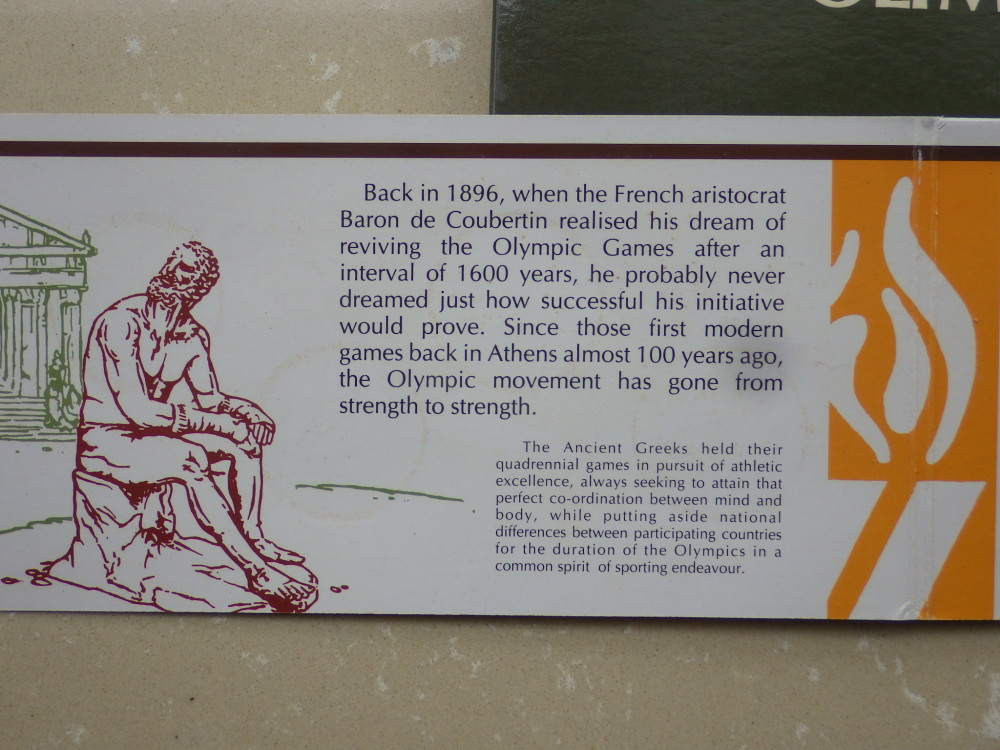 Back in 1896, when the French aristocrat
Baron de Coubertin realised his dream of
reviving the Olympic Games after an
interval of 1600 years, he probably never
dreamed just how successful his initiative
would prove. Since those first modern
games back in Athens almost 100 years ago,
the Olympic movement has gone from
strength to strength.
The Ancient Greeks held their
quadrennial games in pursuit of athletic
excellence, always seeking to attain that
perfect co-ordination between mind and
body, while putting aside national
differences between participating countries
for the duration of the Olympics in a
common spirit of sporting endeavour.